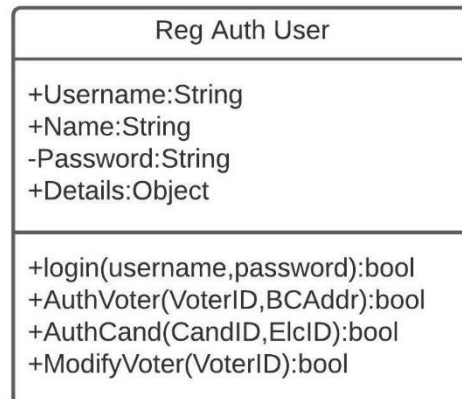 Reg Auth User
+Username:String
+Name:String
-Password:String
+Details:Object
+login(username,password):bool
+AuthVoter(VoterID,BCAddr):bool
+AuthCand(CandID,ElcID):bool
+ModifyVoter(VoterID):bool